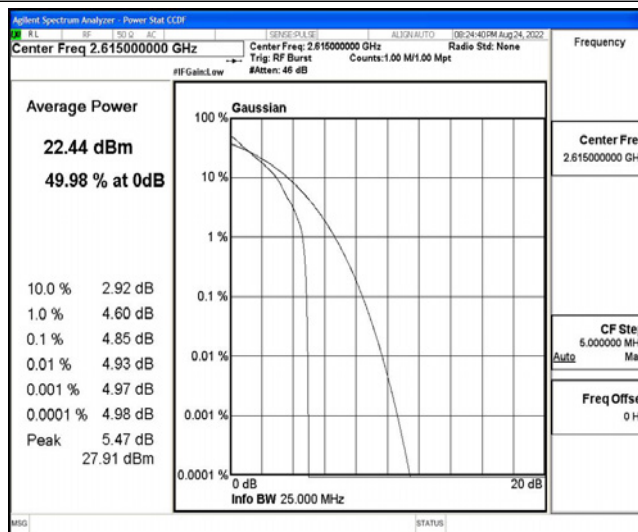 Agilent Spectrum Analyzer - Power Stat CCDF
RL RF 50 Ω AC SENSE:PULSE ALIGNAUTO 08:24:40PM Aug 24, 2022
Center Freq 2.615000000 GHz
Center Freq: 2.615000000 GHz Radio Std: None
Trig: RF Burst Counts:1.00 M/1.00 Mpt
#IFGain:Low #Atten: 46 dB
Frequency
Average Power
22.44 dBm
49.98 % at 0dB
10.0 % 2.92 dB
1.0 % 4.60 dB
0.1 % 4.85 dB
0.01 % 4.93 dB
0.001 % 4.97 dB
0.0001 % 4.98 dB
Peak 5.47 dB
27.91 dBm
Gaussian
100 %
10 %
1 %
0.1 %
0.01 %
0.001 %
0.0001 %
0 dB 20 dB
Info BW 25.000 MHz
Center Fre
2.615000000 GH
CF Ste
5.000000 MH
Auto Ma
Freq Offse
0 H
MSG STATUS